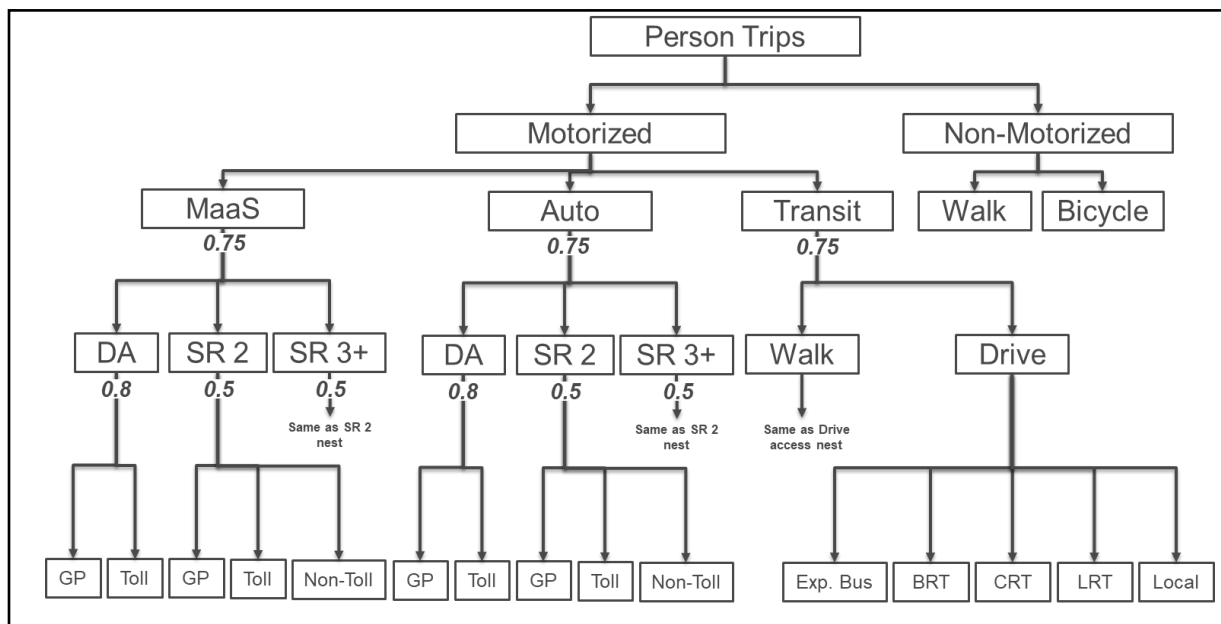 Person Trips
Motorized
Non-Motorized
MaaS
Auto
Transit
Walk
Bicycle
0.75
0.75
0.75
DA
SR 2
SR 3+
DA
SR 2
SR 3+
Walk
Drive
0.8
0.5
0.5
0.8
0.5
0.5
Same as SR 2
nest
Same as SR 2
nest
Same as Drive
access nest
GP
Toll
GP
Toll
Non-Toll
GP
Toll
GP
Toll
Non-Toll
Exp. Bus
BRT
CRT
LRT
Local